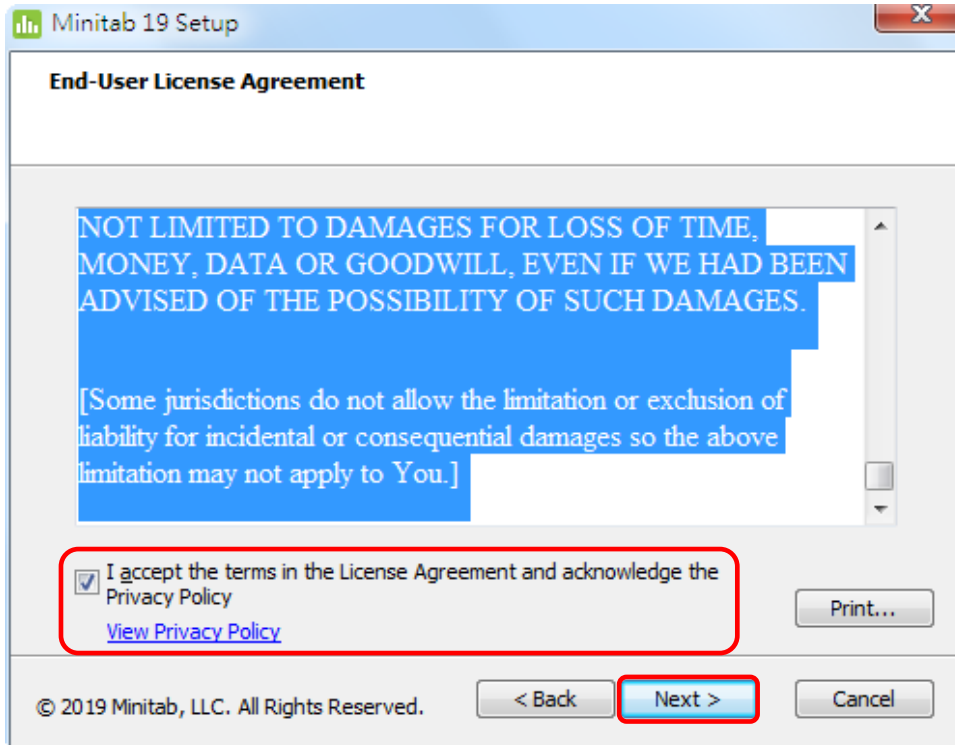 Minitab 19 Setup
End-User License Agreement
NOT LIMITED TO DAMAGES FOR LOSS OF TIME,
MONEY, DATA OR GOODWILL, EVEN IF WE HAD BEEN
ADVISED OF THE POSSIBILITY OF SUCH DAMAGES.
[Some jurisdictions do not allow the limitation or exclusion of
liability for incidental or consequential damages so the above
limitation may not apply to You.]
I accept the terms in the License Agreement and acknowledge the
Privacy Policy
View Privacy Policy
Print...
© 2019 Minitab, LLC. All Rights Reserved.
< Back
Next >
Cancel